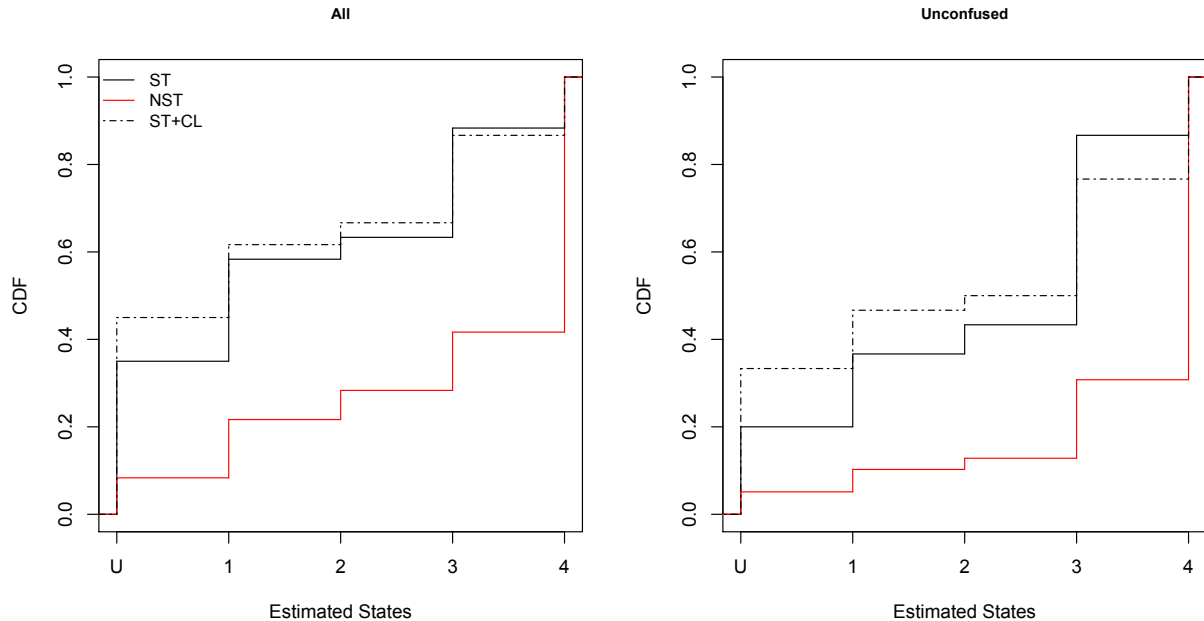 All
ST
NST
ST+CL
CDF
1.0
0.8
0.6
0.4
0.2
0.0
U 1 2 3 4
Estimated States
Unconfused
CDF
1.0
0.8
0.6
0.4
0.2
0.0
U 1 2 3 4
Estimated States